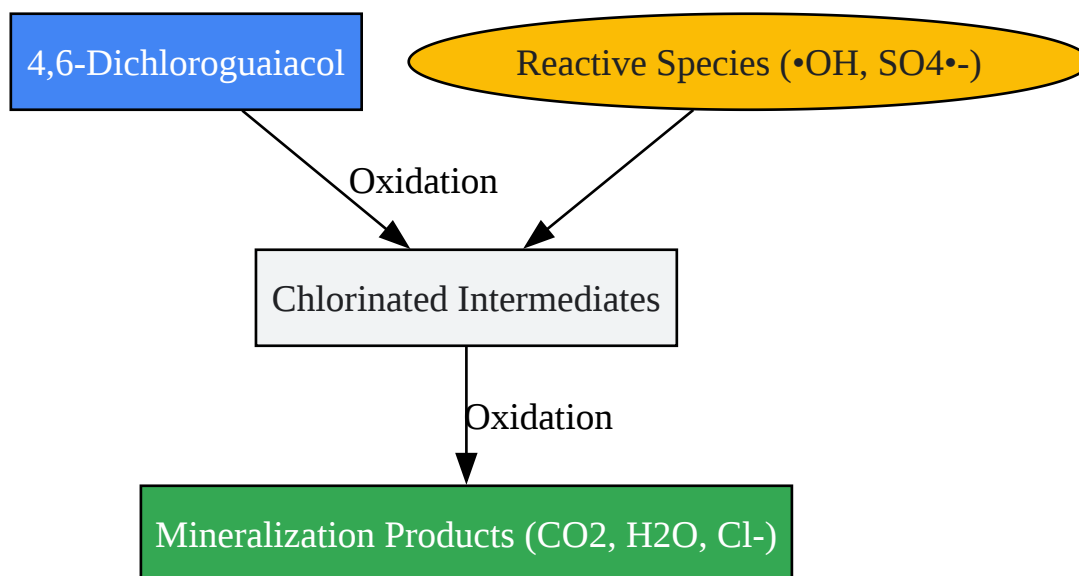 4,6-Dichloroguaiacol
Reactive Species (•OH, SO4•-)
Oxidation
Chlorinated Intermediates
Oxidation
Mineralization Products (CO2, H2O, Cl-)